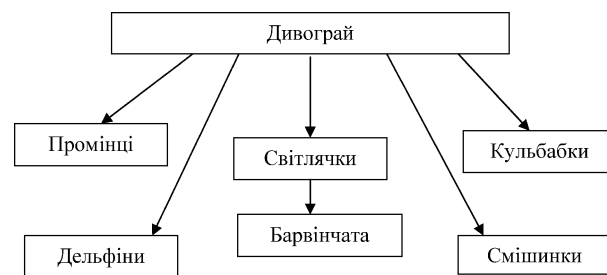 Дивограй
Промінці
Світлячки
Кульбабки
Дельфіни
Барвінчата
Смішинки